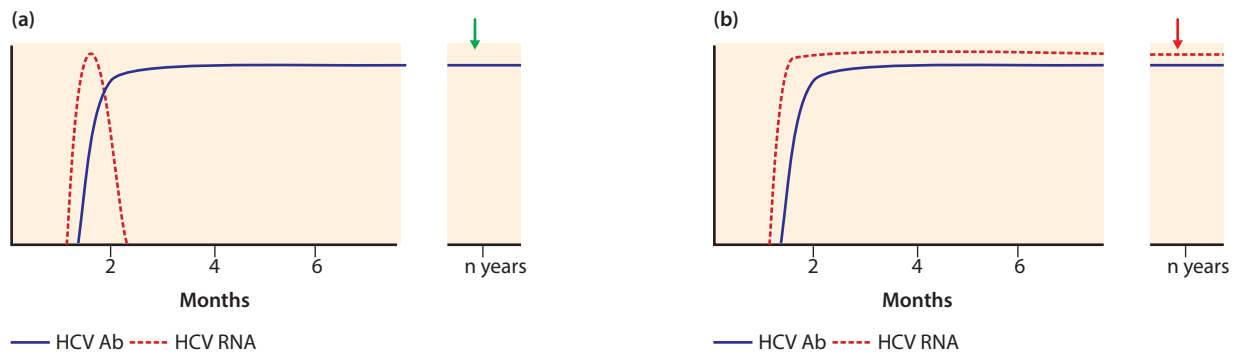 (a)
2 4 6 n years
Months
HCV Ab HCV RNA
(b)
2 4 6 n years
Months
HCV Ab HCV RNA